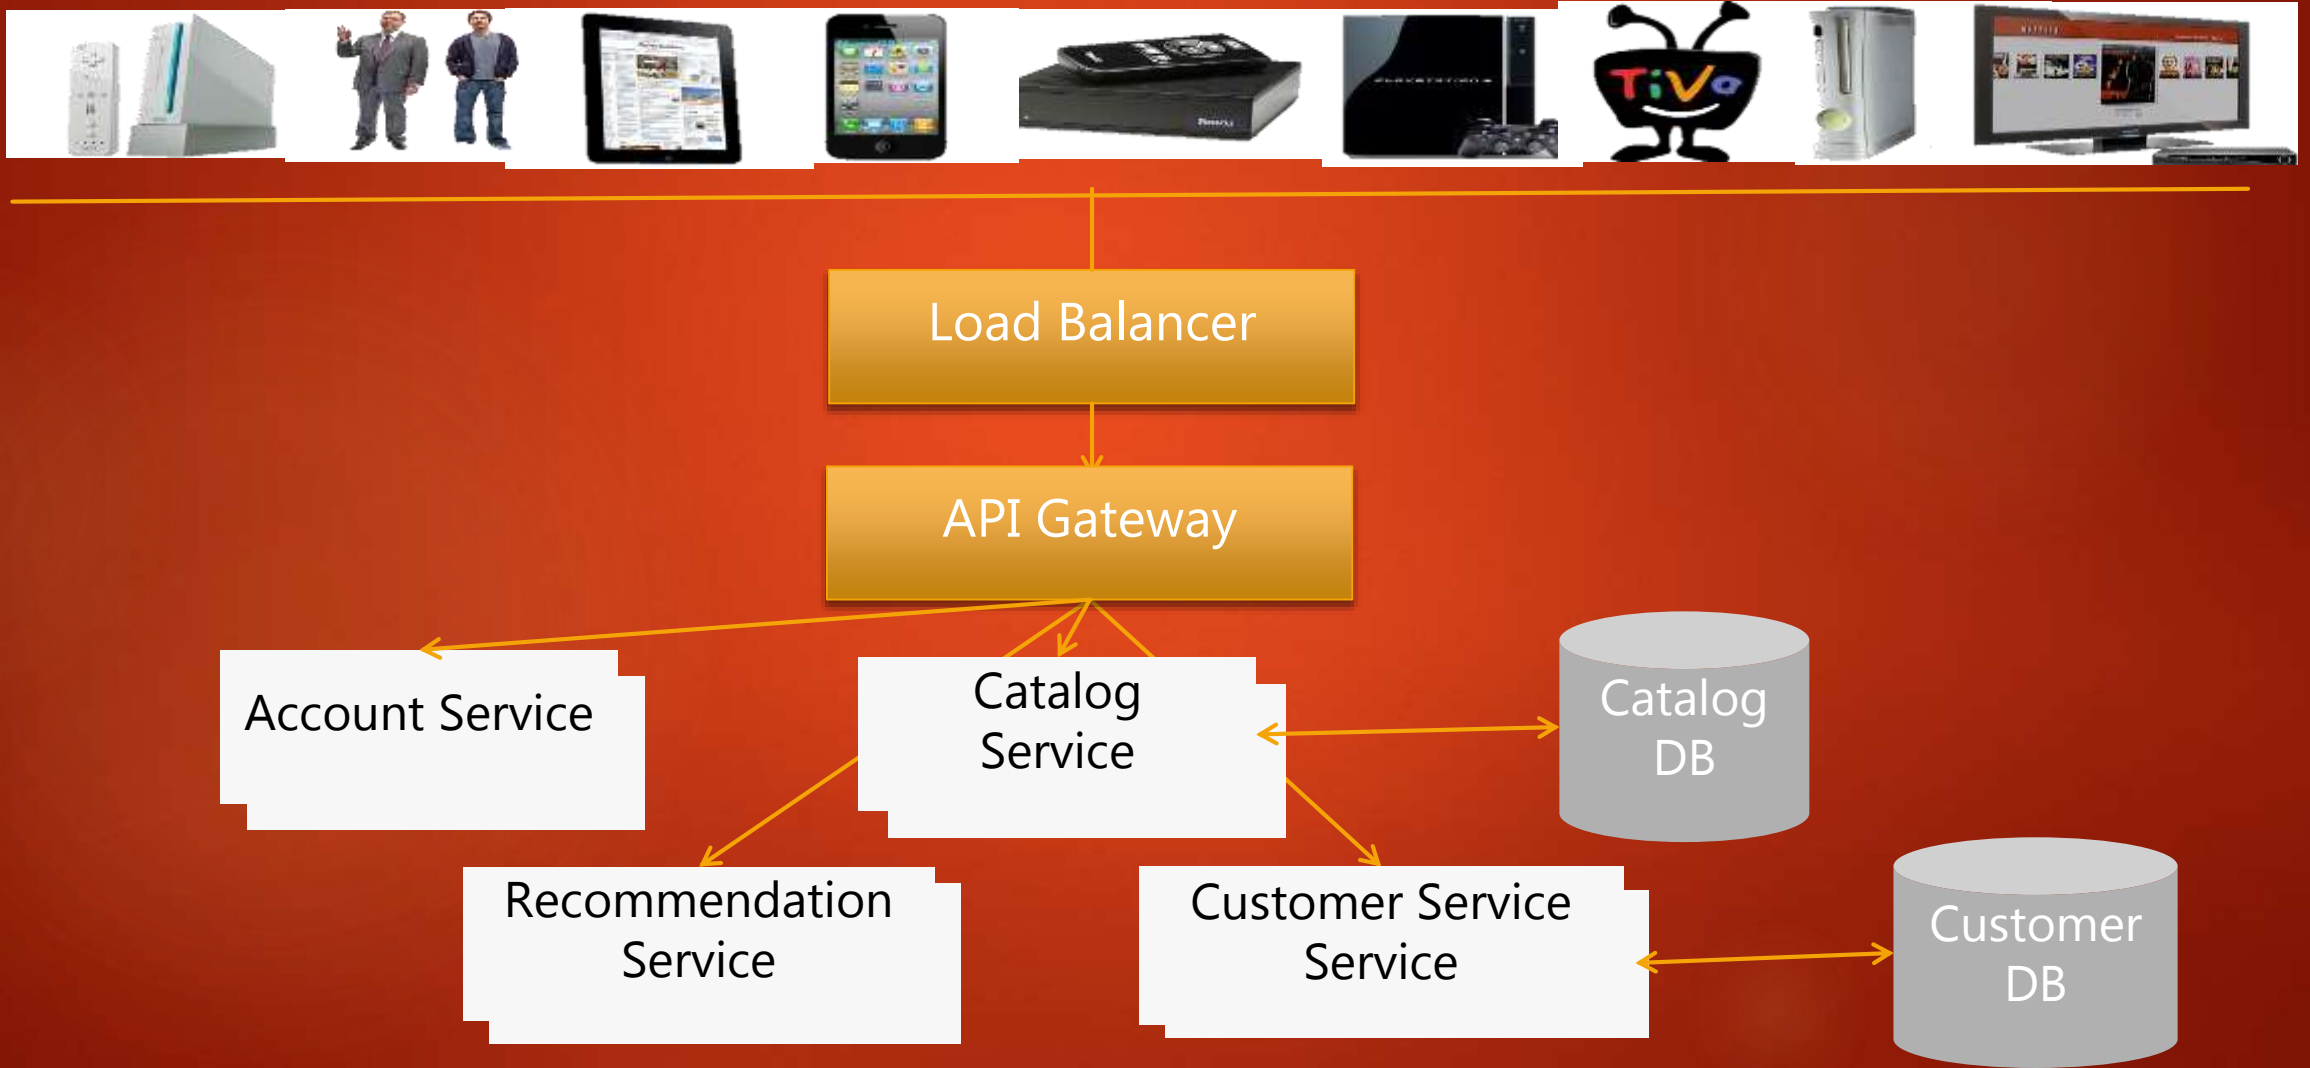 TiVo
Load Balancer
API Gateway
Account Service
Catalog
Service
Catalog
DB
Recommendation
Service
Customer Service
Service
Customer
DB